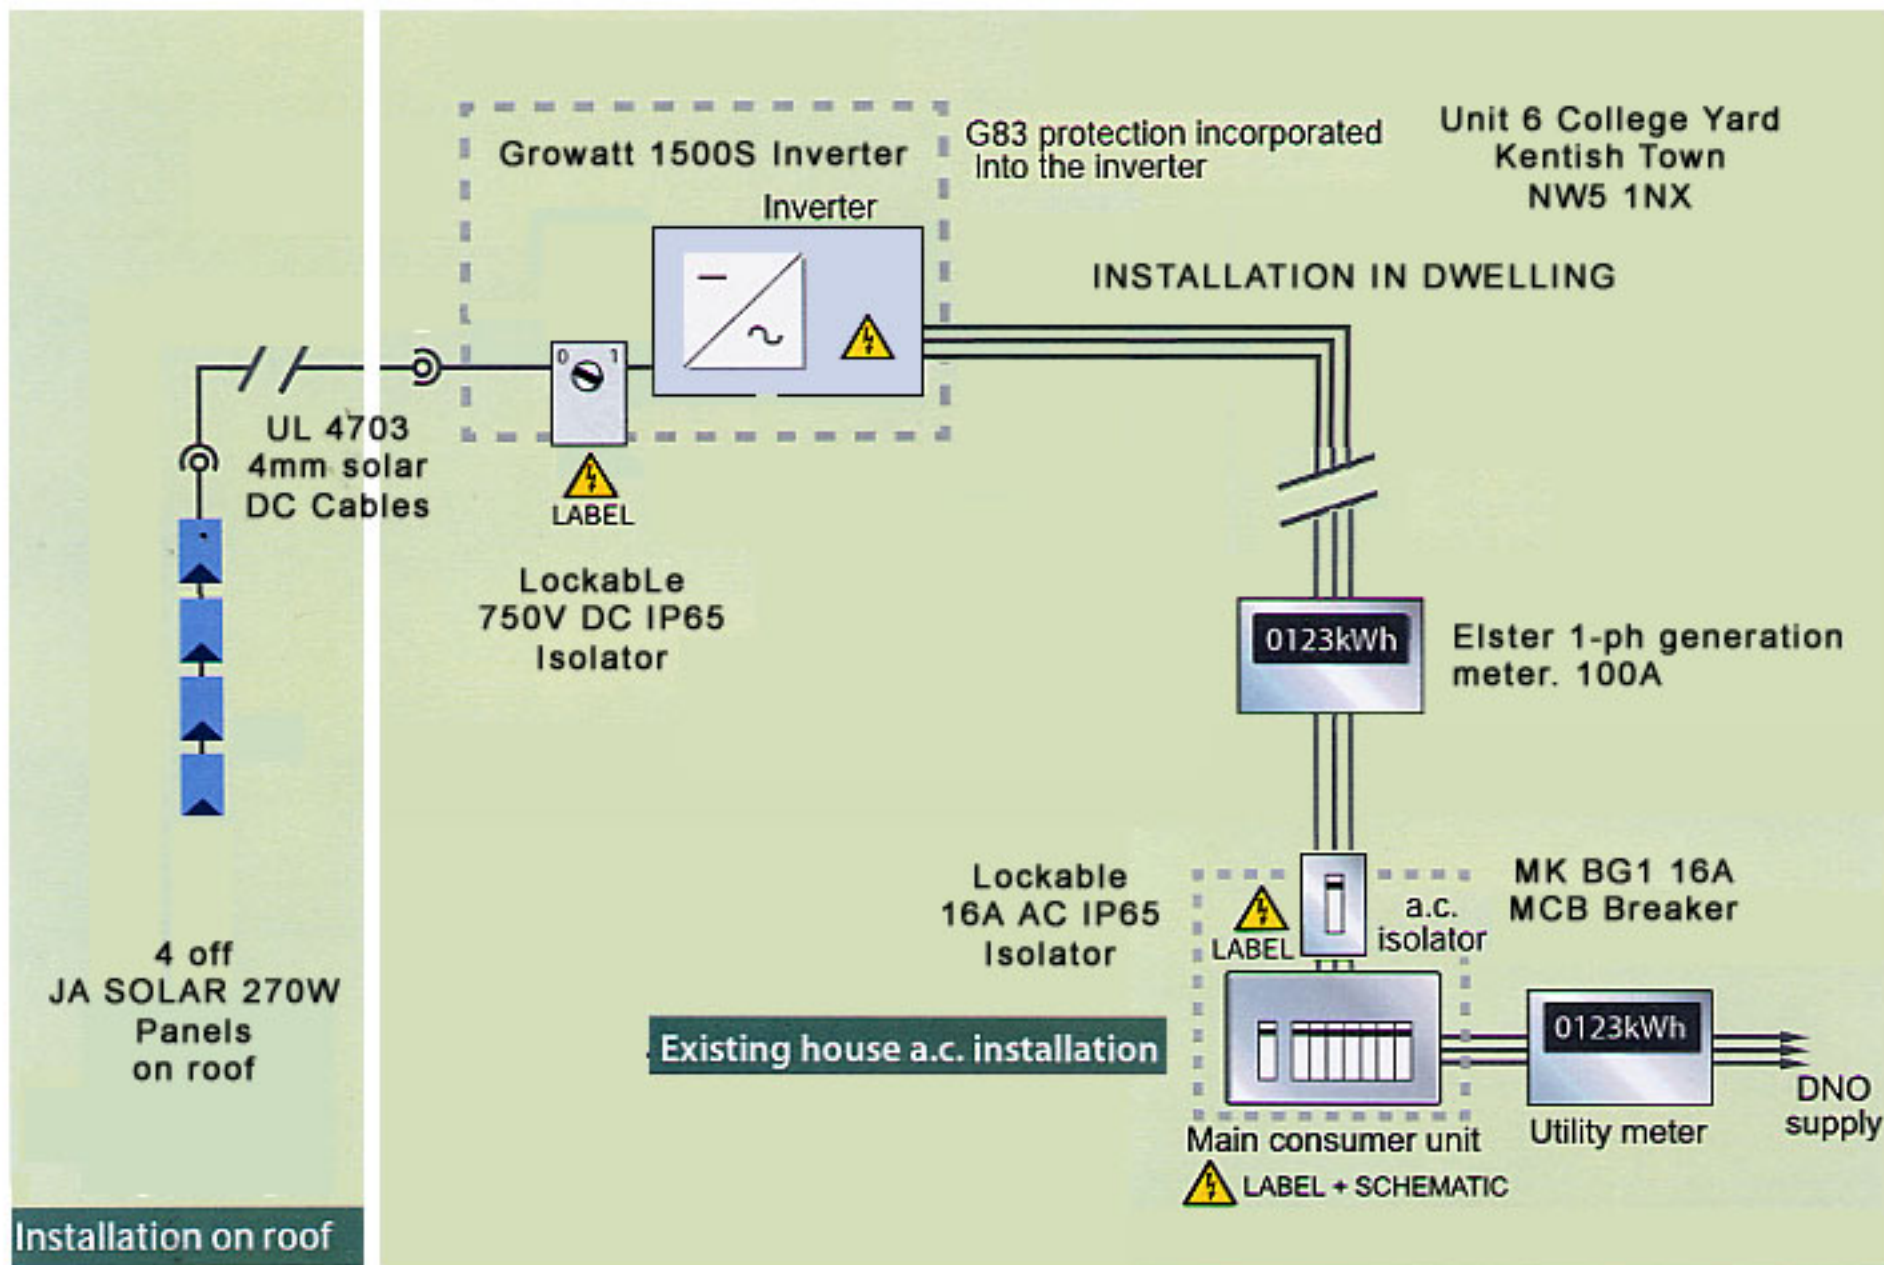 Growatt 1500S Inverter
Inverter
G83 protection incorporated
Into the inverter
Unit 6 College Yard
Kentish Town
NW5 1NX
INSTALLATION IN DWELLING
0 1
UL 4703
4mm solar
DC Cables
LABEL
LockabLe
750V DC IP65
Isolator
0123kWh
Elster 1-ph generation
meter. 100A
4 off
JA SOLAR 270W
Panels
on roof
Lockable
16A AC IP65
Isolator
LABEL
a.c.
isolator
MK BG1 16A
MCB Breaker
Existing house a.c. installation
0123kWh
DNO
supply
Main consumer unit
Utility meter
LABEL + SCHEMATIC
Installation on roof